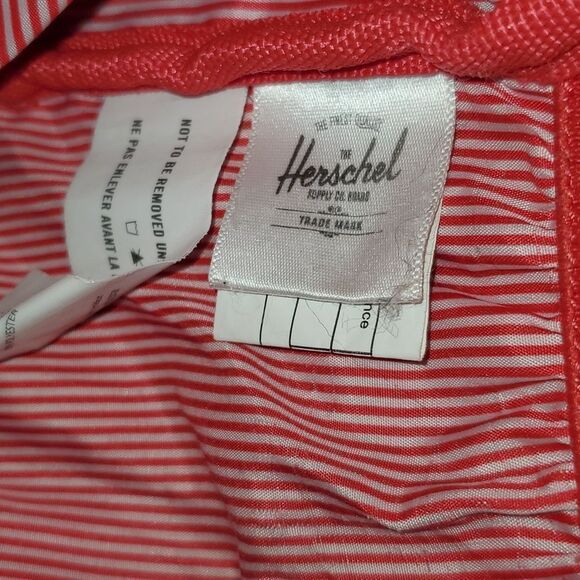 THE FINEST QUALITY
THE
Herschel
SUPPLY CO. BRAND
TRADE MARK
NOT TO BE REMOVED UN
NE PAS ENLEVER AVANT LA
nce